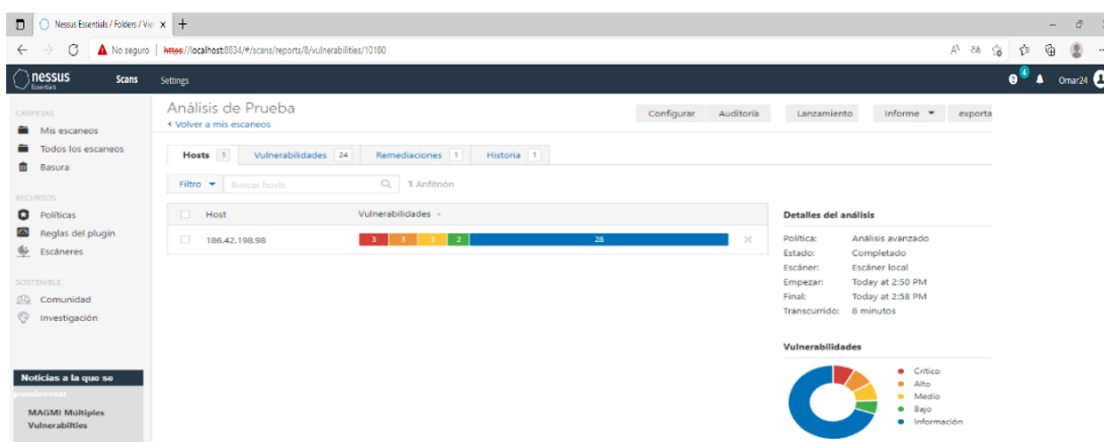 Nessus Essentials / Folders / Vie
No seguro | https://localhost:8834/#/scans/reports/8/vulnerabilities/10180
nessus Essentials Scans Settings 4 Omar24
CARPETAS
Mis escaneos
Todos los escaneos
Basura
RECURSOS
Políticas
Reglas del plugin
Escáneres
SOSTENIBLE
Comunidad
Investigación
Noticias a la que se
MAGMI Múltiples
Vulnerabilties
Análisis de Prueba
Volver a mis escaneos
Configurar Auditoría Lanzamiento Informe exporta
Hosts 1 Vulnerabilidades 24 Remediaciones 1 Historia 1
Filtro Buscar hosts 1 Anfitrión
Host Vulnerabilidades
186.42.198.98 3 3 3 2 28
Detalles del análisis
Política: Análisis avanzado
Estado: Completado
Escáner: Escáner local
Empezar: Today at 2:50 PM
Final: Today at 2:58 PM
Transcurrido: 8 minutos
Vulnerabilidades
Crítico
Alto
Medio
Bajo
Información